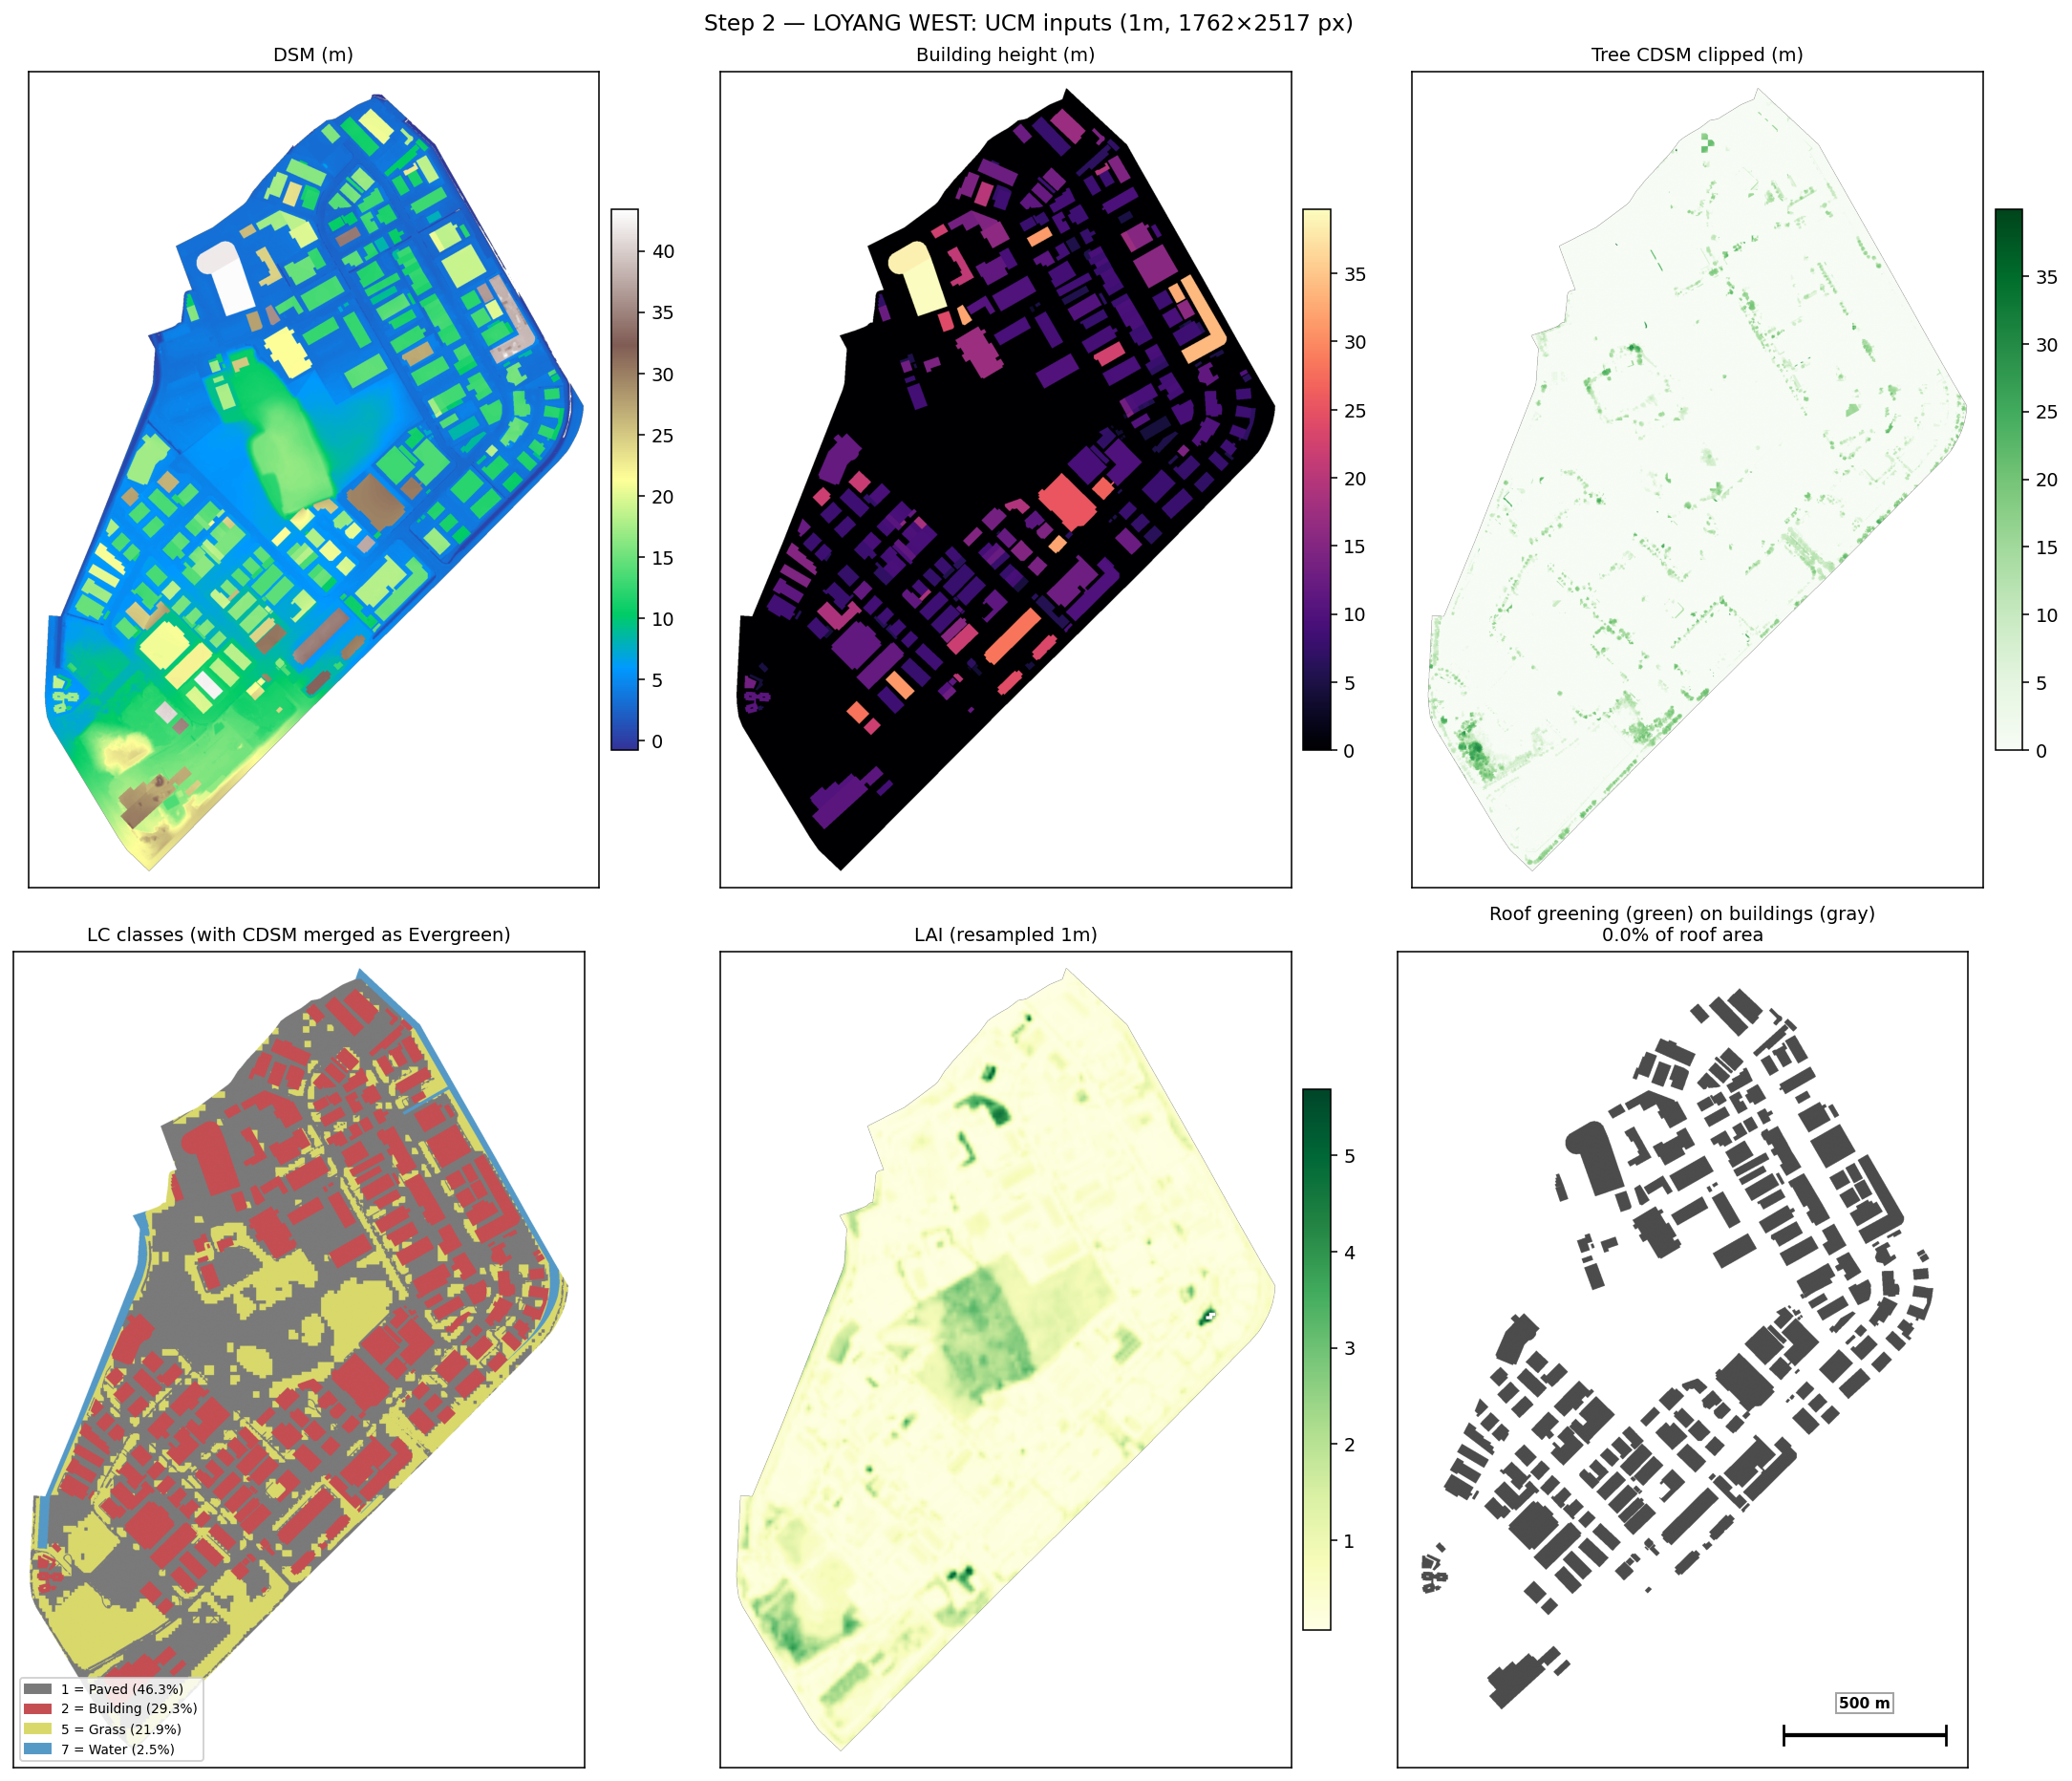 Step 2 — LOYANG WEST: UCM inputs (1m, 1762×2517 px)
DSM (m)
40
35
30
25
20
15
10
5
0
Building height (m)
35
30
25
20
15
10
5
0
Tree CDSM clipped (m)
35
30
25
20
15
10
5
0
LC classes (with CDSM merged as Evergreen)
1 = Paved (46.3%)
2 = Building (29.3%)
5 = Grass (21.9%)
7 = Water (2.5%)
LAI (resampled 1m)
5
4
3
2
1
Roof greening (green) on buildings (gray)
0.0% of roof area
500 m